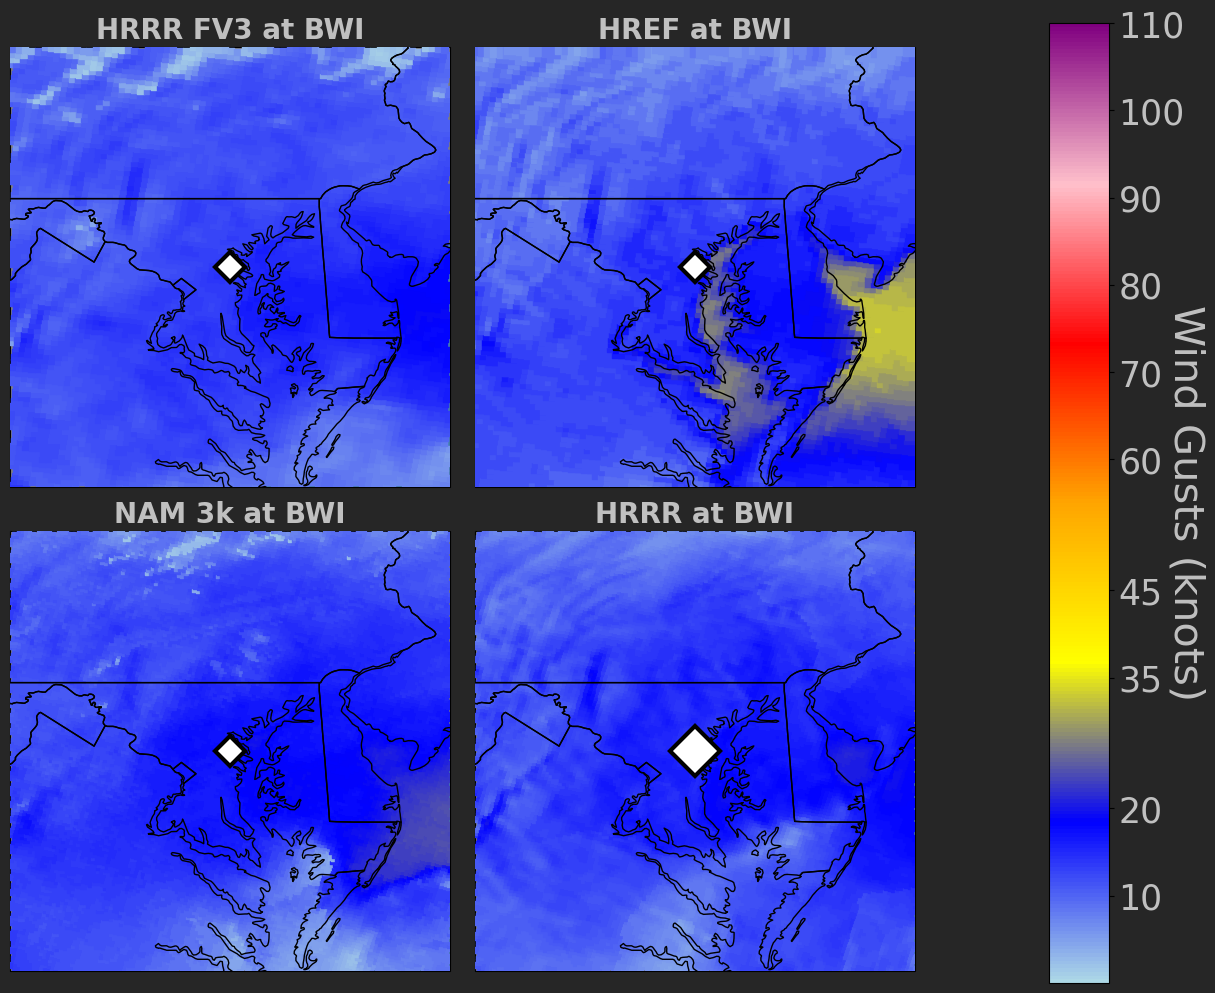 HRRR FV3 at BWI
HREF at BWI
NAM 3k at BWI
HRRR at BWI
110
100
90
80
70
60
45
35
20
10
Wind Gusts (knots)